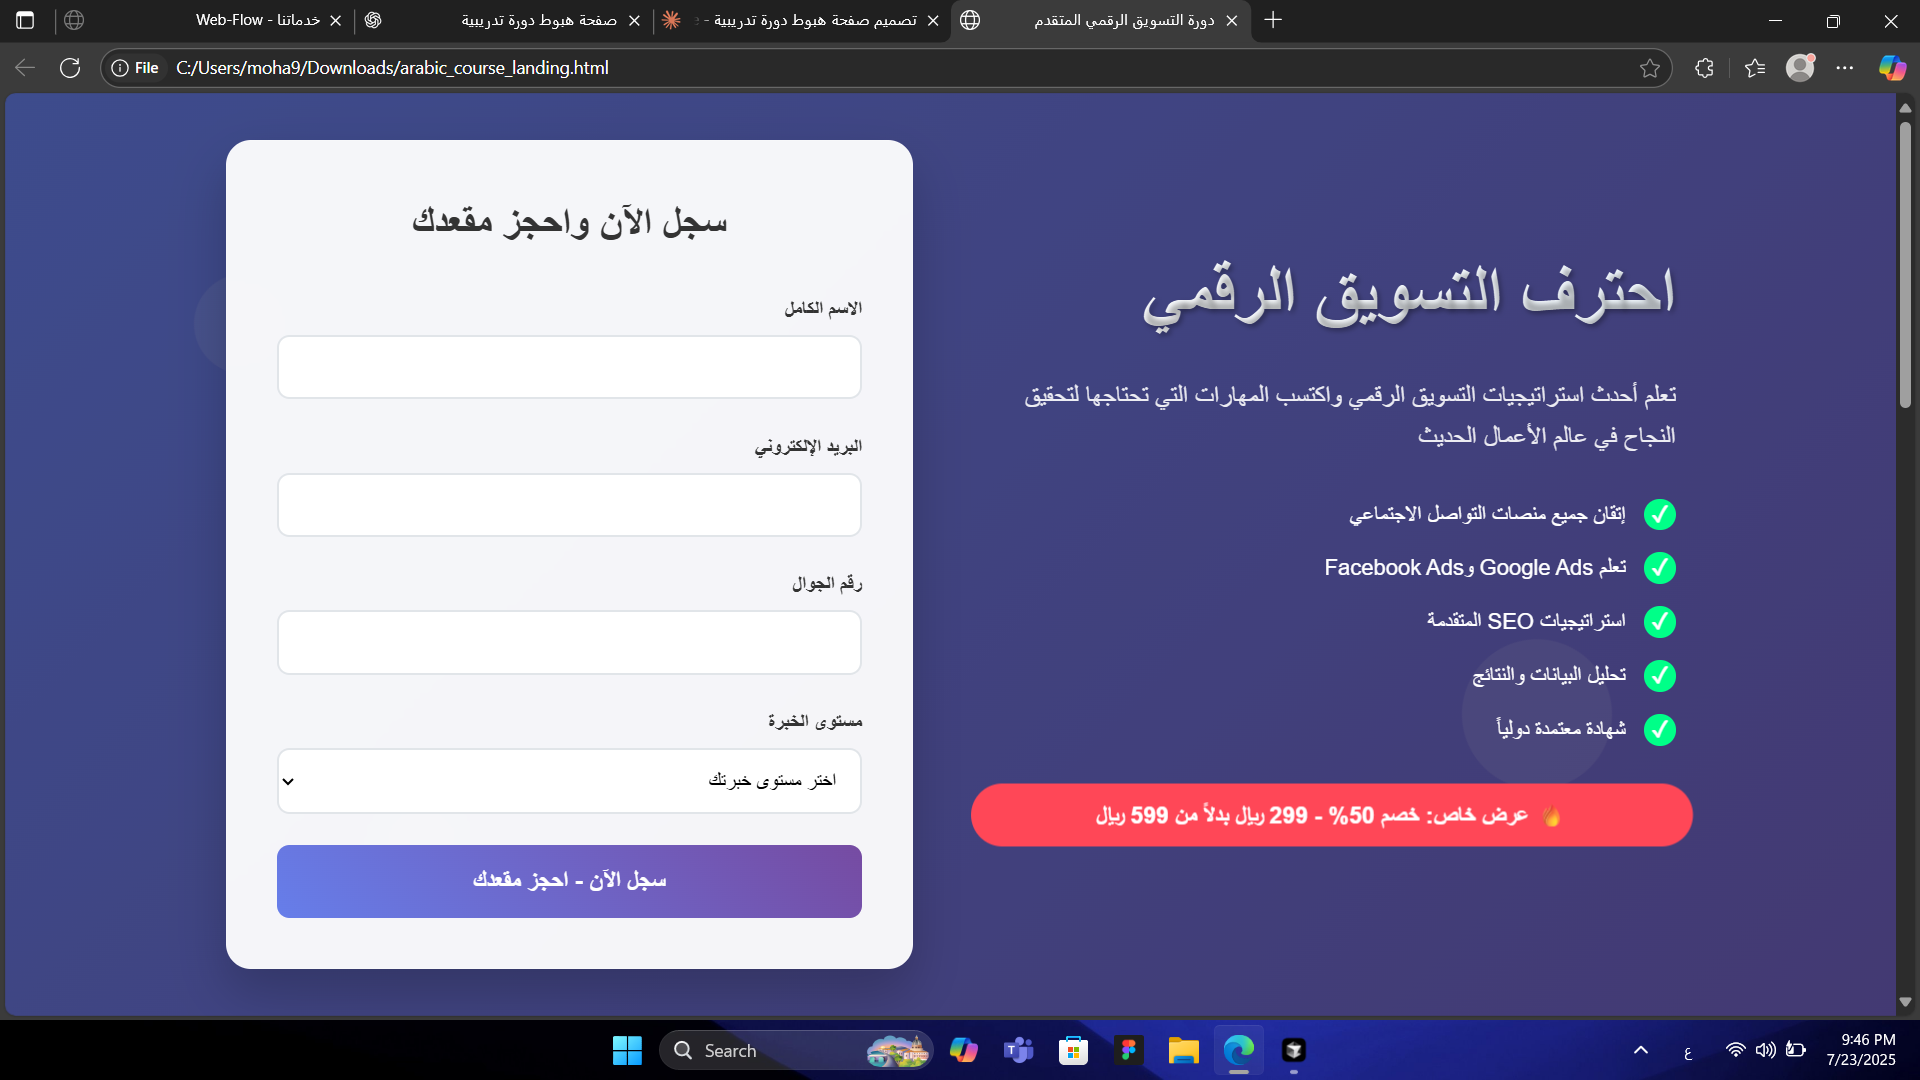 خدماتنا - Web-Flow
صفحة هبوط دورة تدريبية
تصميم صفحة هبوط دورة تدريبية -
دورة التسويق الرقمي المتقدم
File
C:/Users/moha9/Downloads/arabic_course_landing.html
احترف التسويق الرقمي
تعلم أحدث استراتيجيات التسويق الرقمي واكتسب المهارات التي تحتاجها لتحقيق
النجاح في عالم الأعمال الحديث
إتقان جميع منصات التواصل الاجتماعي
تعلم Google Ads وFacebook Ads
استراتيجيات SEO المتقدمة
تحليل البيانات والنتائج
شهادة معتمدة دولياً
🔥 عرض خاص: خصم 50% - 299 ريال بدلاً من 599 ريال
سجل الآن واحجز مقعدك
الاسم الكامل
البريد الإلكتروني
رقم الجوال
مستوى الخبرة
اختر مستوى خبرتك
سجل الآن - احجز مقعدك
Search
ع
9:46 PM
7/23/2025